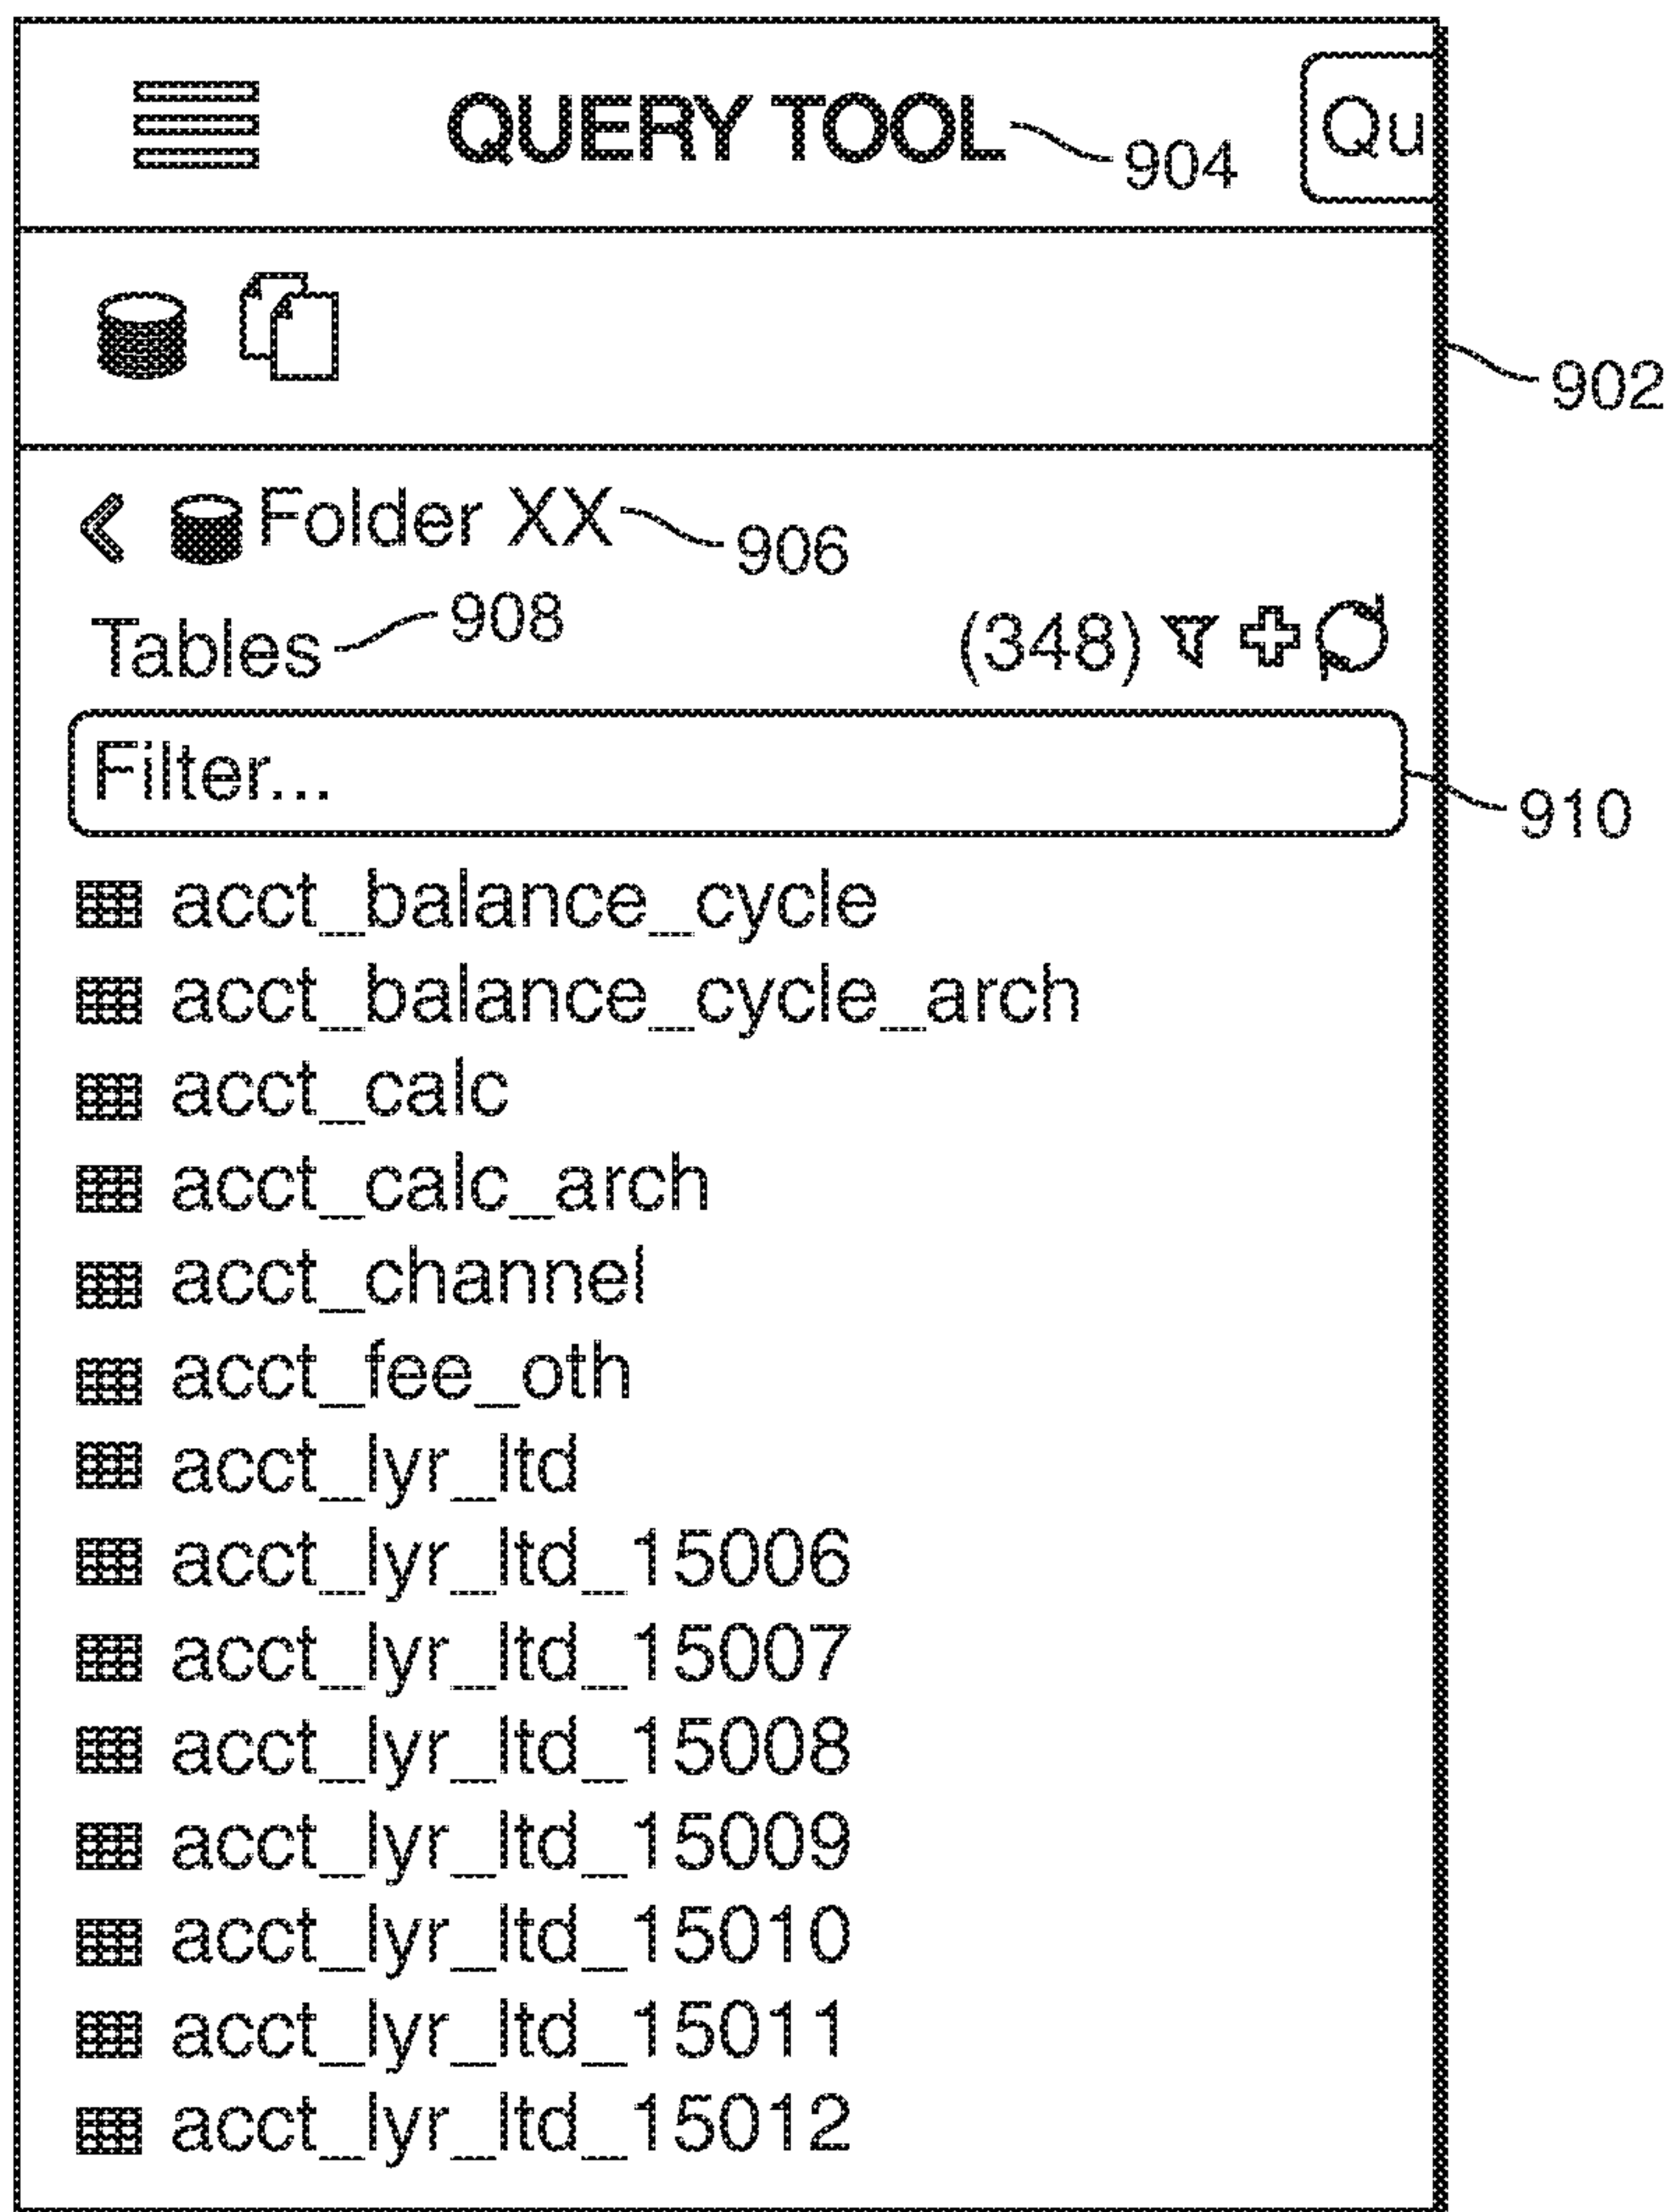 QUERY TOOL 904 Qu
902
Folder XX 906
Tables 908 (348)
Filter...
910
acct_balance_cycle
acct_balance_cycle_arch
acct_calc
acct_calc_arch
acct_channel
acct_fee_oth
acct_lyr_ltd
acct_lyr_ltd_15006
acct_lyr_ltd_15007
acct_lyr_ltd_15008
acct_lyr_ltd_15009
acct_lyr_ltd_15010
acct_lyr_ltd_15011
acct_lyr_ltd_15012